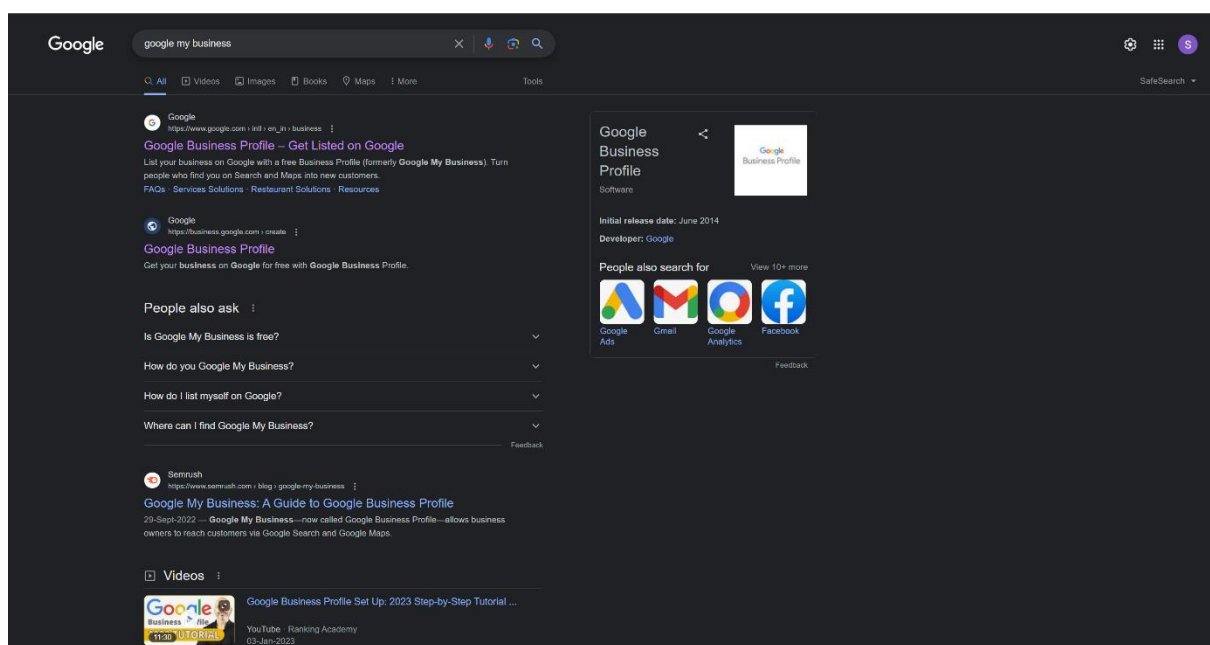 Google
google my business
S
All Videos Images Books Maps More Tools
SafeSearch
Google
https://www.google.com › intl › en_in › business
Google Business Profile – Get Listed on Google
List your business on Google with a free Business Profile (formerly Google My Business). Turn
people who find you on Search and Maps into new customers.
FAQs · Services Solutions · Restaurant Solutions · Resources
Google
https://business.google.com › create
Google Business Profile
Get your business on Google for free with Google Business Profile.
People also ask
Is Google My Business is free?
How do you Google My Business?
How do I list myself on Google?
Where can I find Google My Business?
Feedback
Semrush
https://www.semrush.com › blog › google-my-business
Google My Business: A Guide to Google Business Profile
29-Sept-2022 — Google My Business—now called Google Business Profile—allows business
owners to reach customers via Google Search and Google Maps.
Videos
Google
Business file
TUTORIAL
11:30
Google Business Profile Set Up: 2023 Step-by-Step Tutorial ...
YouTube · Ranking Academy
03-Jan-2023
Google
Business
Profile
Software
Google
Business Profile
Initial release date: June 2014
Developer: Google
People also search for
View 10+ more
Google
Ads
Gmail
Google
Analytics
Facebook
Feedback